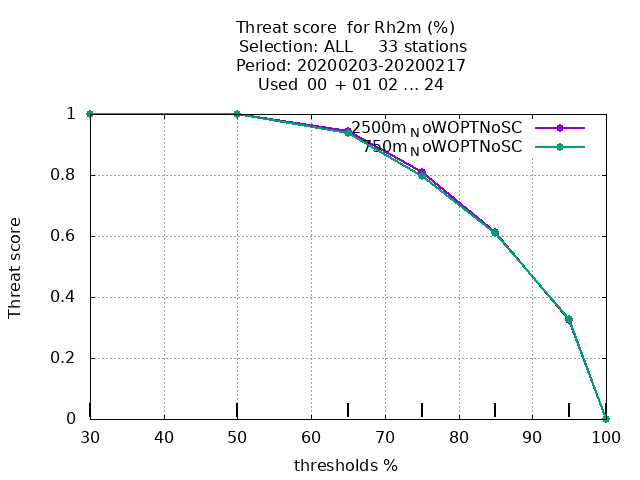 Threat score  for Rh2m (%)
Selection: ALL     33 stations
Period: 20200203-20200217
Used  00 + 01 02 ... 24
1
0.8
0.6
0.4
0.2
0
Threat score
2500m_NoWOPTNoSC
750m_NoWOPTNoSC
30 40 50 60 70 80 90 100
thresholds %